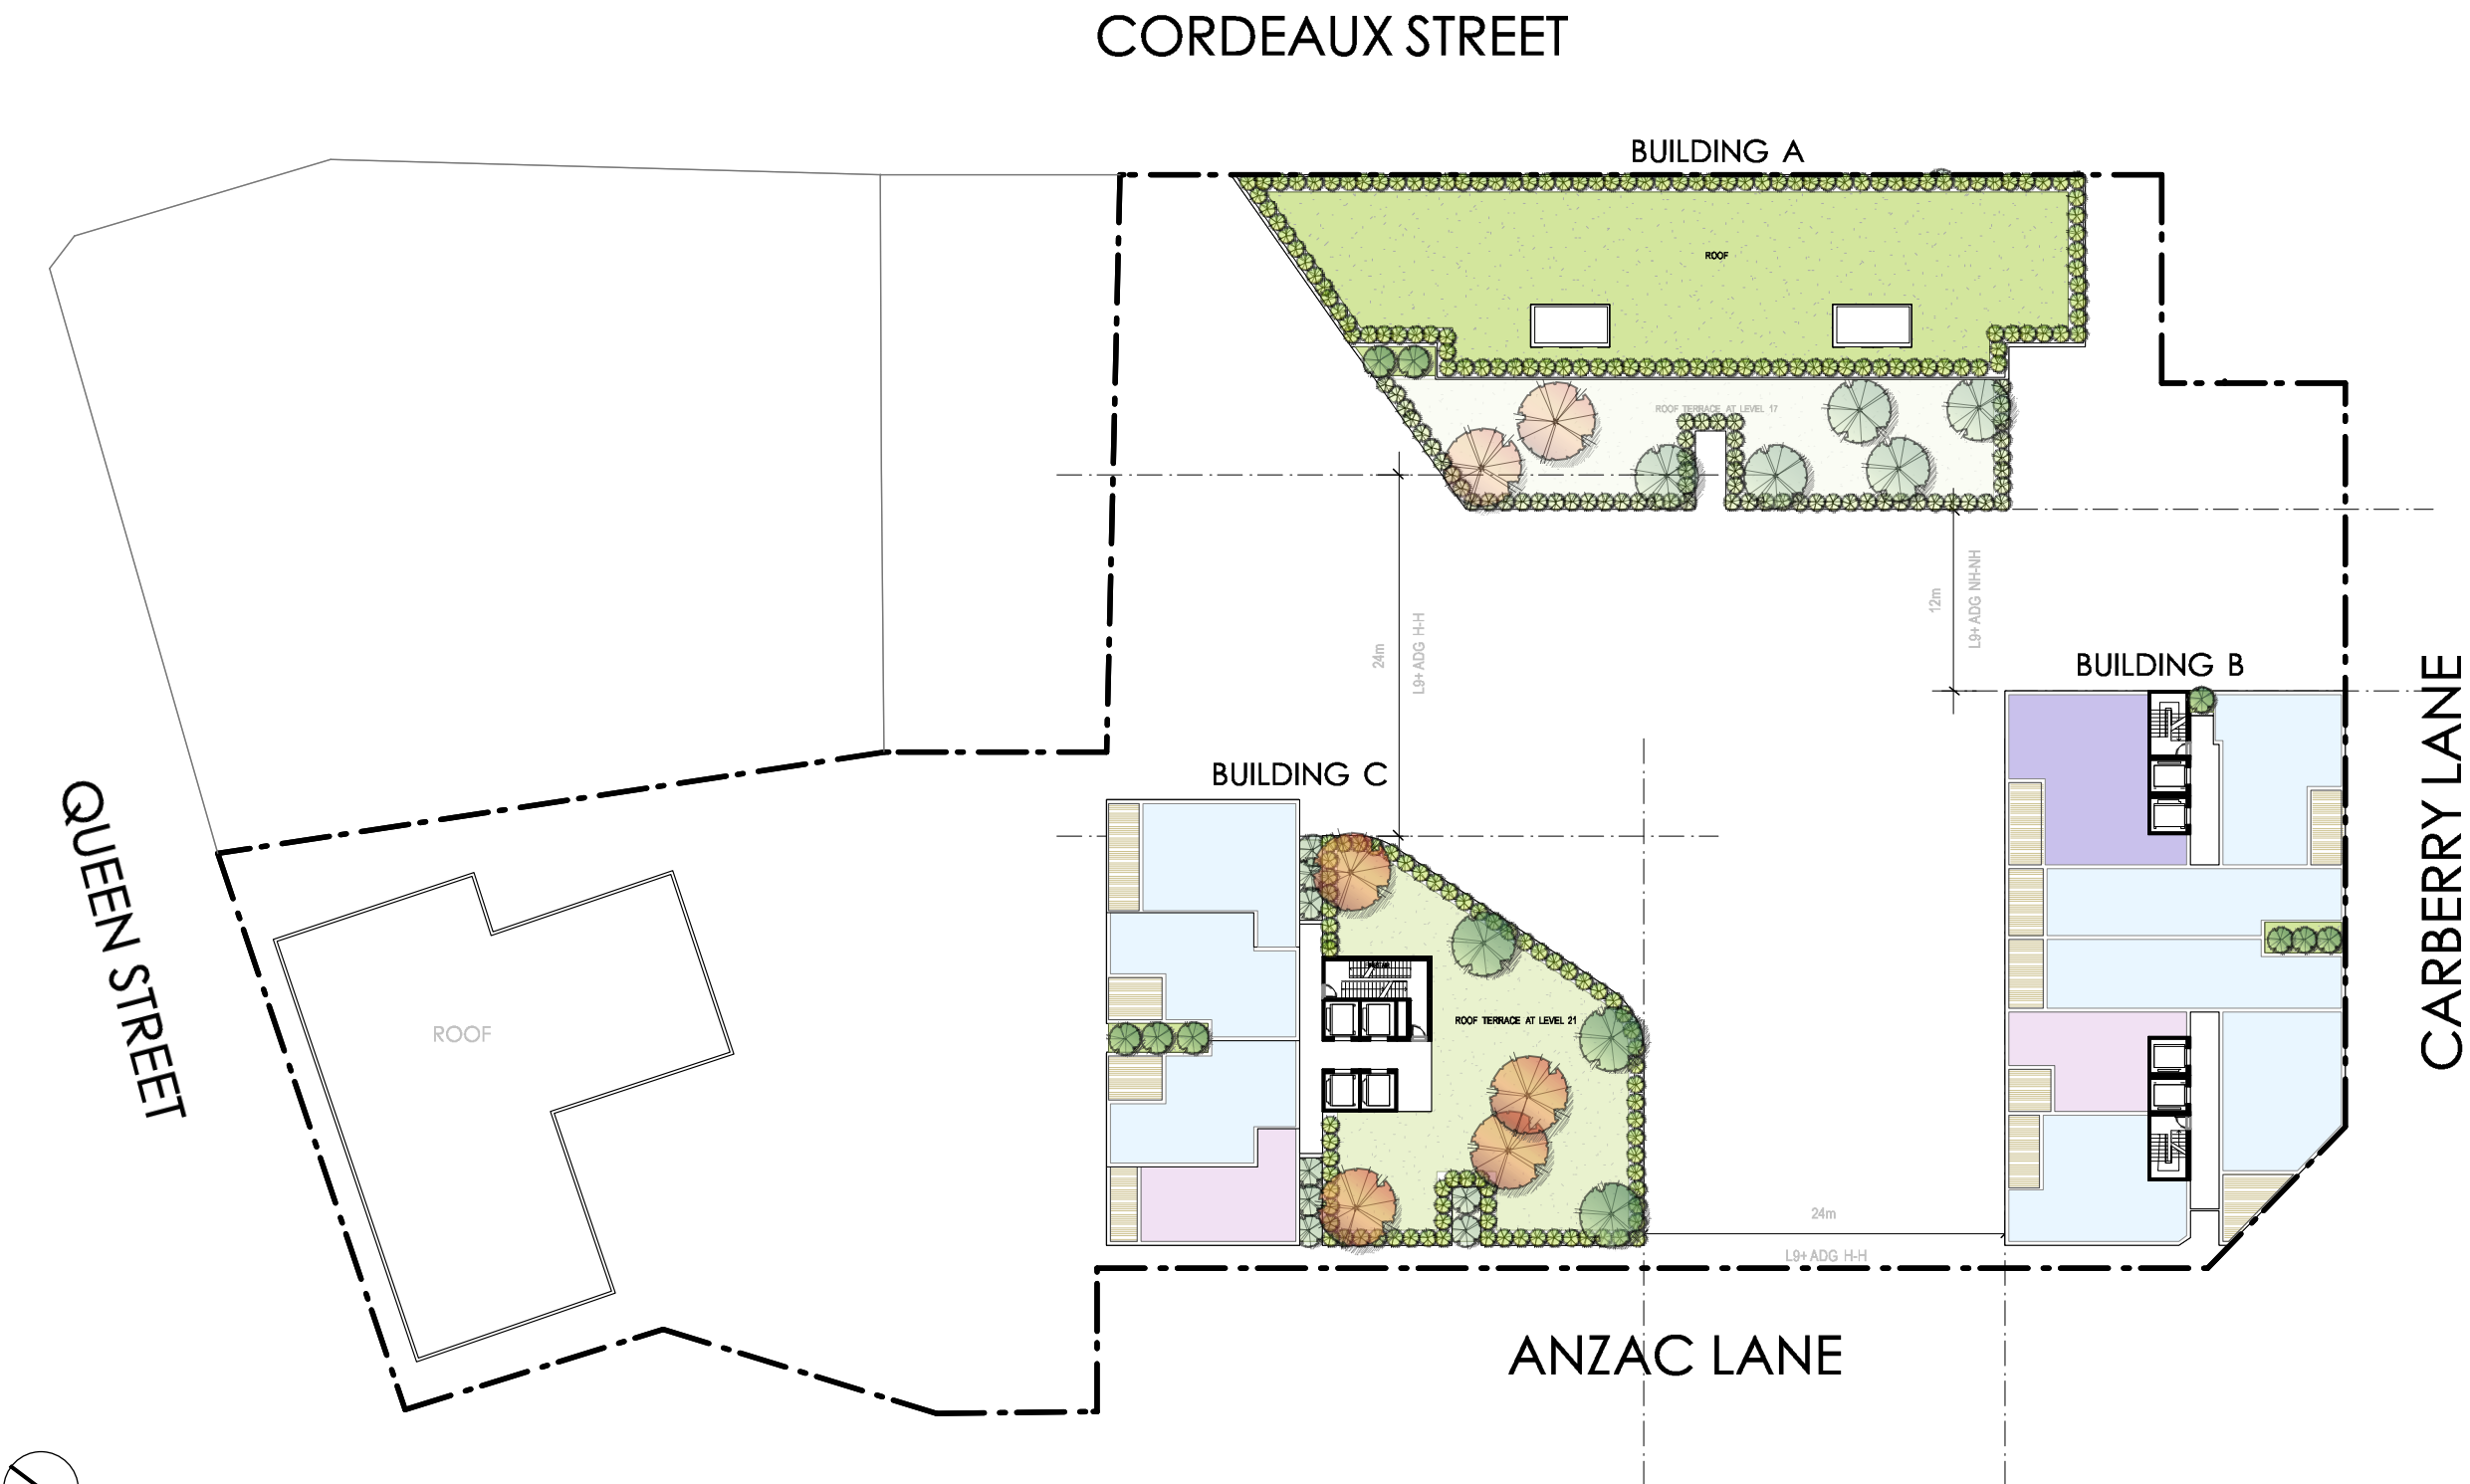 CORDEAUX STREET
BUILDING A
ROOF
ROOF TERRACE AT LEVEL 17
24m
L9+ ADG H-H
12m
L9+ ADG NH-NH
BUILDING B
BUILDING C
QUEEN STREET
CARBERRY LANE
ROOF
ROOF TERRACE AT LEVEL 21
24m
L9+ ADG H-H
ANZAC LANE